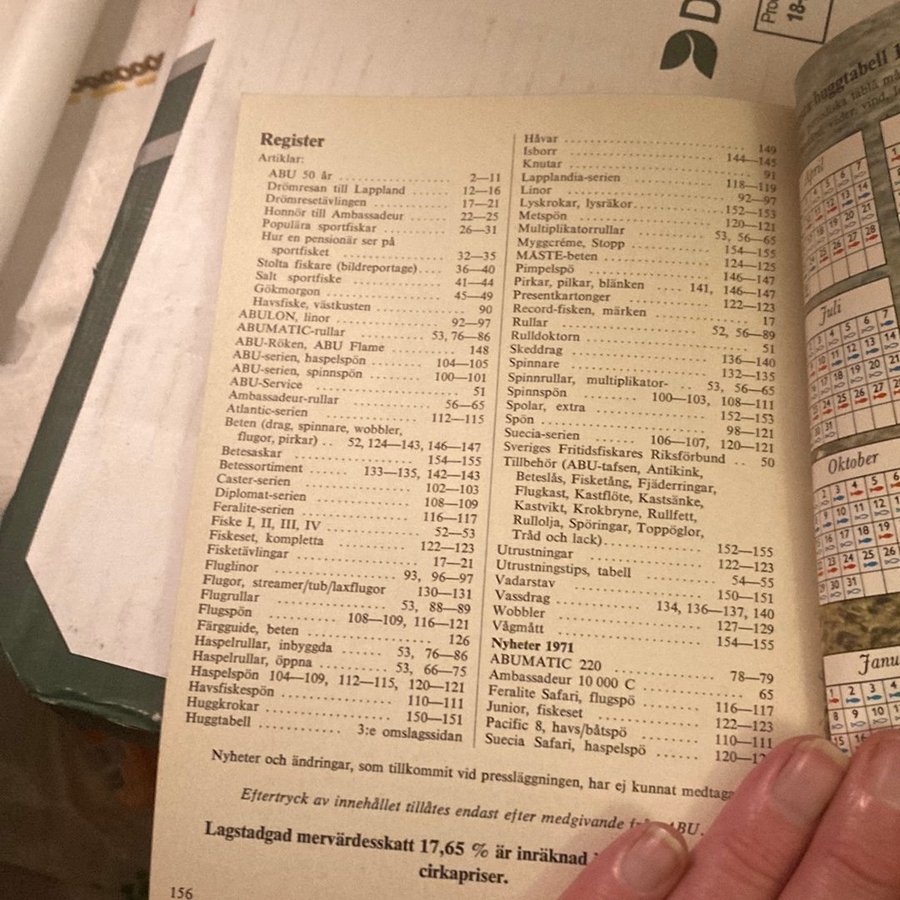 Register
Artiklar:
ABU 50 år 2—11
Drömresan till Lappland 12—16
Drömresetävlingen 17—21
Honnör till Ambassadeur 22—25
Populära sportfiskar 26—31
Hur en pensionär ser på
sportfisket 32—35
Stolta fiskare (bildreportage) 36—40
Salt sportfiske 41—44
Gökmorgon 45—49
Havsfiske, västkusten 90
ABULON, linor 92—97
ABUMATIC-rullar 53, 76—86
ABU-Röken, ABU Flame 148
ABU-serien, haspelspön 104—105
ABU-serien, spinnspön 100—101
ABU-Service 51
Ambassadeur-rullar 56—65
Atlantic-serien 112—115
Beten (drag, spinnare, wobbler,
flugor, pirkar) 52, 124—143, 146—147
Betesaskar 154—155
Betessortiment 133—135, 142—143
Caster-serien 102—103
Diplomat-serien 108—109
Feralite-serien 116—117
Fiske I, II, III, IV 52—53
Fiskeset, kompletta 122—123
Fisketävlingar 17—21
Fluglinor 93, 96—97
Flugor, streamer/tub/laxflugor 130—131
Flugrullar 53, 88—89
Flugspön 108—109, 116—121
Färgguide, beten 126
Haspelrullar, inbyggda 53, 76—86
Haspelrullar, öppna 53, 66—75
Haspelspön 104—109, 112—115, 120—121
Havsfiskespön 110—111
Huggkrokar 150—151
Huggtabell 3:e omslagssidan
Håvar 149
Isborr 144—145
Knutar 91
Lapplandia-serien 118—119
Linor 92—97
Lyskrokar, lysräkor 152—153
Metspön 120—121
Multiplikatorrullar 53, 56—65
Myggcréme, Stopp 154—155
MÄSTE-beten 124—125
Pimpelspö 146—147
Pirkar, pilkar, blänken 141, 146—147
Presentkartonger 122—123
Record-fisken, märken 17
Rullar 52, 56—89
Rulldoktorn 51
Skeddrag 136—140
Spinnare 132—135
Spinnrullar, multiplikator- 53, 56—65
Spinnspön 100—103, 108—111
Spolar, extra 152—153
Spön 98—121
Suecia-serien 106—107, 120—121
Sveriges Fritidsfiskares Riksförbund 50
Tillbehör (ABU-tafsen, Antikink,
Beteslås, Fisketång, Fjäderringar,
Flugkast, Kastflöte, Kastsänke,
Kastvikt, Krokbryne, Rullfett,
Rullolja, Spöringar, Toppöglor,
Tråd och lack) 152—155
Utrustningar 122—123
Utrustningstips, tabell 54—55
Vadarstav 150—151
Vassdrag 134, 136—137, 140
Wobbler 127—129
Vågmått 154—155
Nyheter 1971
ABUMATIC 220 78—79
Ambassadeur 10 000 C 65
Feralite Safari, flugspö 116—117
Junior, fiskeset 122—123
Pacific 8, havs/båtspö 110—111
Suecia Safari, haspelspö 120—
Nyheter och ändringar, som tillkommit vid pressläggningen, har ej kunnat
Eftertryck av innehållet tillåtes endast efter medgivande ABU.
Lagstadgad mervärdesskatt 17,65 % är inräknad
cirkapriser.
156
huggtabell
April
Juli
Oktober
Janu